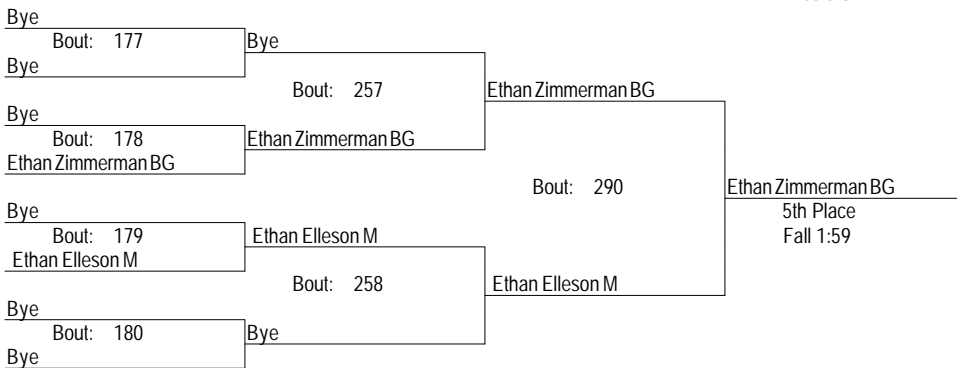 Bye
Bout: 177
Bye
Bye
Bout: 257
Ethan Zimmerman BG
Bye
Bout: 178
Ethan Zimmerman BG
Ethan Zimmerman BG
Bout: 290
Ethan Zimmerman BG
5th Place
Fall 1:59
Bye
Bout: 179
Ethan Elleson M
Ethan Elleson M
Bout: 258
Ethan Elleson M
Bye
Bout: 180
Bye
Bye